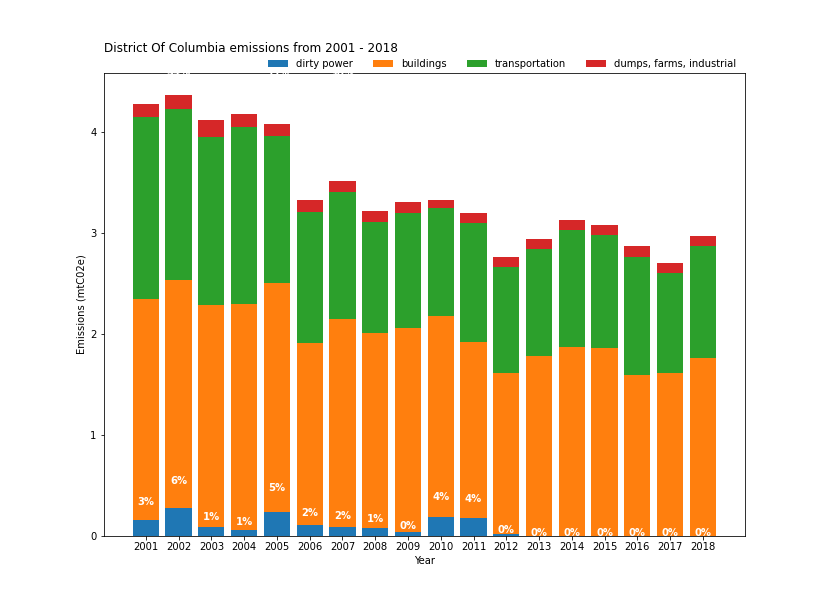 District Of Columbia emissions from 2001 - 2018
dirty power buildings transportation dumps, farms, industrial
4
3
2
1
0
Emissions (mtC02e)
3% 6% 1% 1% 5% 2% 2% 1% 0% 4% 4% 0% 0% 0% 0% 0% 0% 0%
2001 2002 2003 2004 2005 2006 2007 2008 2009 2010 2011 2012 2013 2014 2015 2016 2017 2018
Year